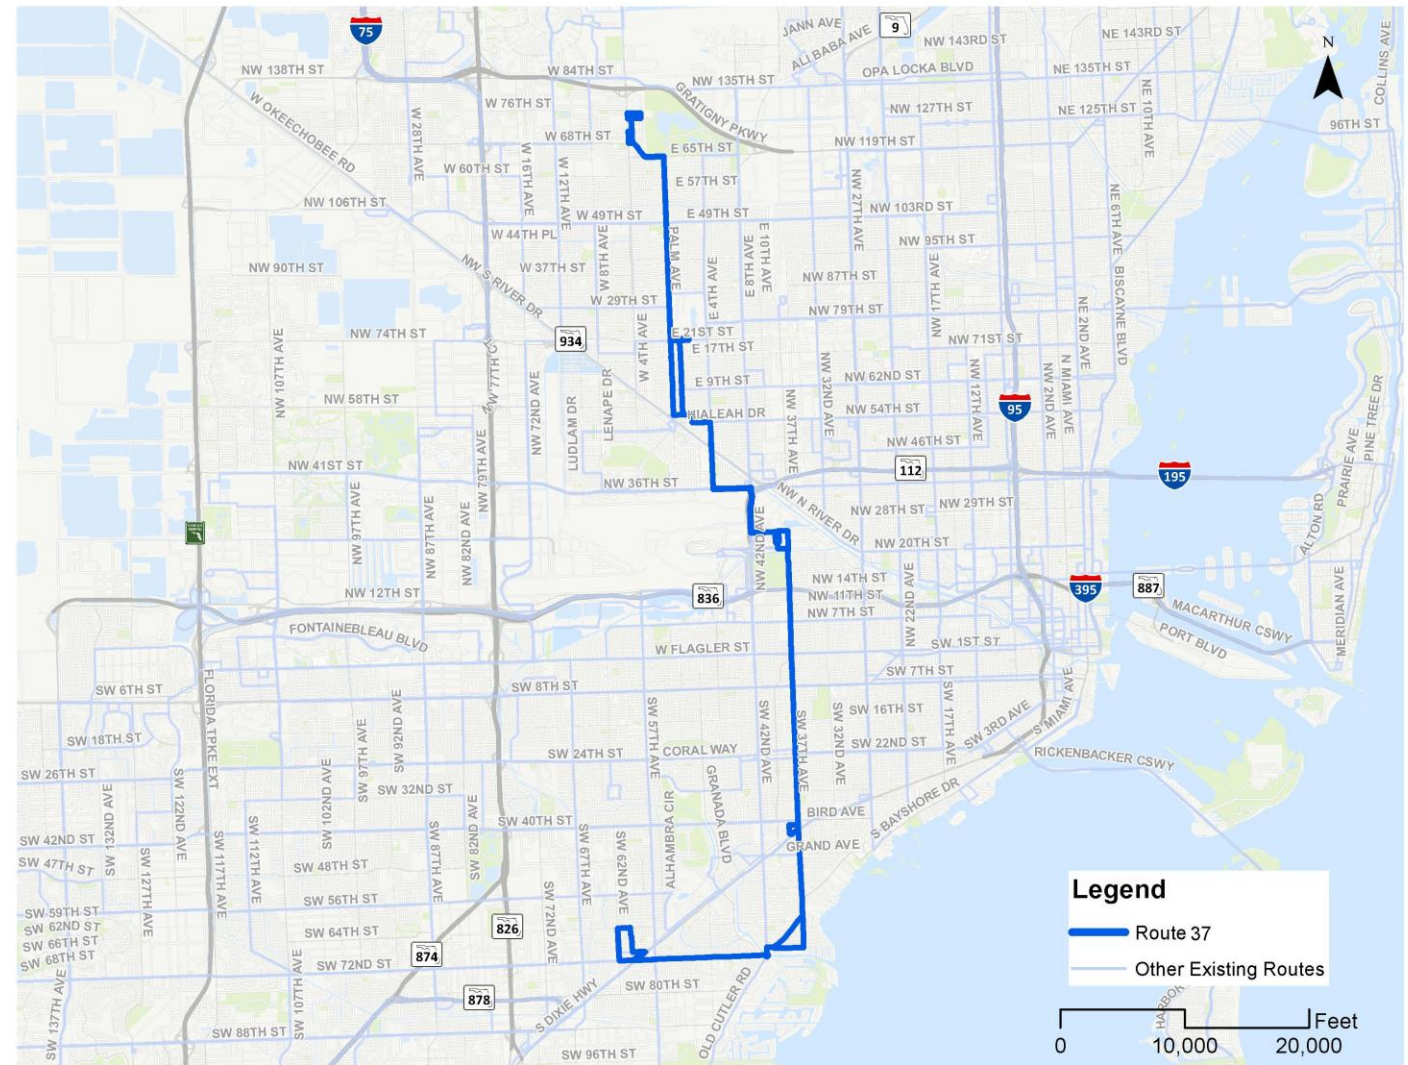 75
9
JANN AVE
ALI BABA AVE
NW 143RD ST
NE 143RD ST
N
COLLINS AVE
NW 138TH ST
W 84TH ST
NW 135TH ST
OPA LOCKA BLVD
NE 135TH ST
W OKEECHOBEE RD
W 76TH ST
GRATIGNY PKWY
NW 127TH ST
NE 125TH ST
NE 10TH AVE
96TH ST
W 28TH AVE
W 68TH ST
E 65TH ST
NW 119TH ST
W 60TH ST
W 16TH AVE
W 12TH AVE
E 57TH ST
NW 27TH AVE
NE 6TH AVE
NW 106TH ST
W 49TH ST
E 49TH ST
NW 103RD ST
W 44TH PL
W 8TH AVE
PALM AVE
E 8TH AVE
E 10TH AVE
NW 95TH ST
NW 90TH ST
NW S RIVER DR
W 37TH ST
E 4TH AVE
NW 87TH ST
NW 17TH AVE
BISCAYNE BLVD
W 29TH ST
NW 79TH ST
NE 2ND AVE
NW 107TH AVE
NW 74TH ST
934
W 4TH AVE
E 21ST ST
E 17TH ST
NW 71ST ST
NW 77TH C
NW 72ND AVE
LUDLAM DR
LENAPE DR
E 9TH ST
NW 32ND AVE
NW 62ND ST
NW 12TH AVE
NW 2ND AVE
N MIAMI AVE
PINE TREE DR
NW 58TH ST
HIALEAH DR
NW 37TH AVE
NW 54TH ST
95
PRAIRIE AVE
NW 79TH AVE
NW 46TH ST
NW 41ST ST
NW 36TH ST
112
195
NW 97TH AVE
NW 87TH AVE
NW 82ND AVE
NW 42ND AVE
NW N RIVER DR
NW 28TH ST
NW 29TH ST
ALTON RD
NW 20TH ST
NW 12TH ST
836
NW 14TH ST
NW 11TH ST
NW 7TH ST
NW 22ND AVE
395
887
MACARTHUR CSWY
PORT BLVD
MERIDIAN AVE
FONTAINEBLEAU BLVD
W FLAGLER ST
SW 1ST ST
SW 7TH ST
SW 6TH ST
FLORIDA TPKE EXT
SW 8TH ST
SW 57TH AVE
SW 42ND AVE
SW 37TH AVE
SW 32ND AVE
SW 16TH ST
SW 17TH AVE
SW 3RD AVE
S MIAMI AVE
SW 18TH ST
SW 97TH AVE
SW 92ND AVE
SW 24TH ST
CORAL WAY
SW 22ND ST
RICKENBACKER CSWY
SW 26TH ST
SW 132ND AVE
SW 122ND AVE
SW 102ND AVE
SW 32ND ST
GRANADA BLVD
S BAYSHORE DR
SW 42ND ST
SW 40TH ST
ALHAMBRA CIR
BIRD AVE
GRAND AVE
SW 47TH ST
SW 127TH AVE
SW 117TH AVE
SW 112TH AVE
SW 48TH ST
SW 87TH AVE
SW 82ND AVE
SW 67TH AVE
SW 62ND AVE
SW 59TH ST
SW 56TH ST
SW 72ND AVE
SW 62ND ST
SW 66TH ST
SW 68TH ST
SW 64TH ST
826
874
SW 72ND ST
SW 137TH AVE
SW 107TH AVE
878
S DIXIE HWY
SW 80TH ST
OLD CUTLER RD
SW 88TH ST
SW 96TH ST
HARBOR
Legend
Route 37
Other Existing Routes
Feet
0 10,000 20,000